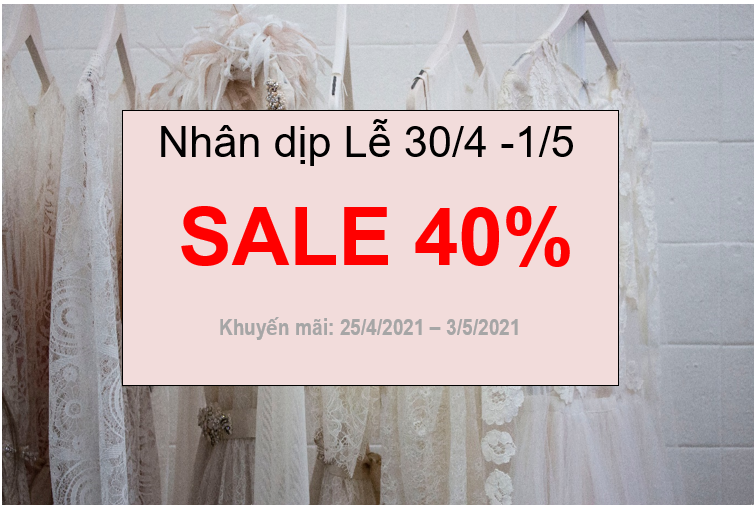 Nhân dịp Lễ 30/4 -1/5
SALE 40%
Khuyến mãi: 25/4/2021 – 3/5/2021